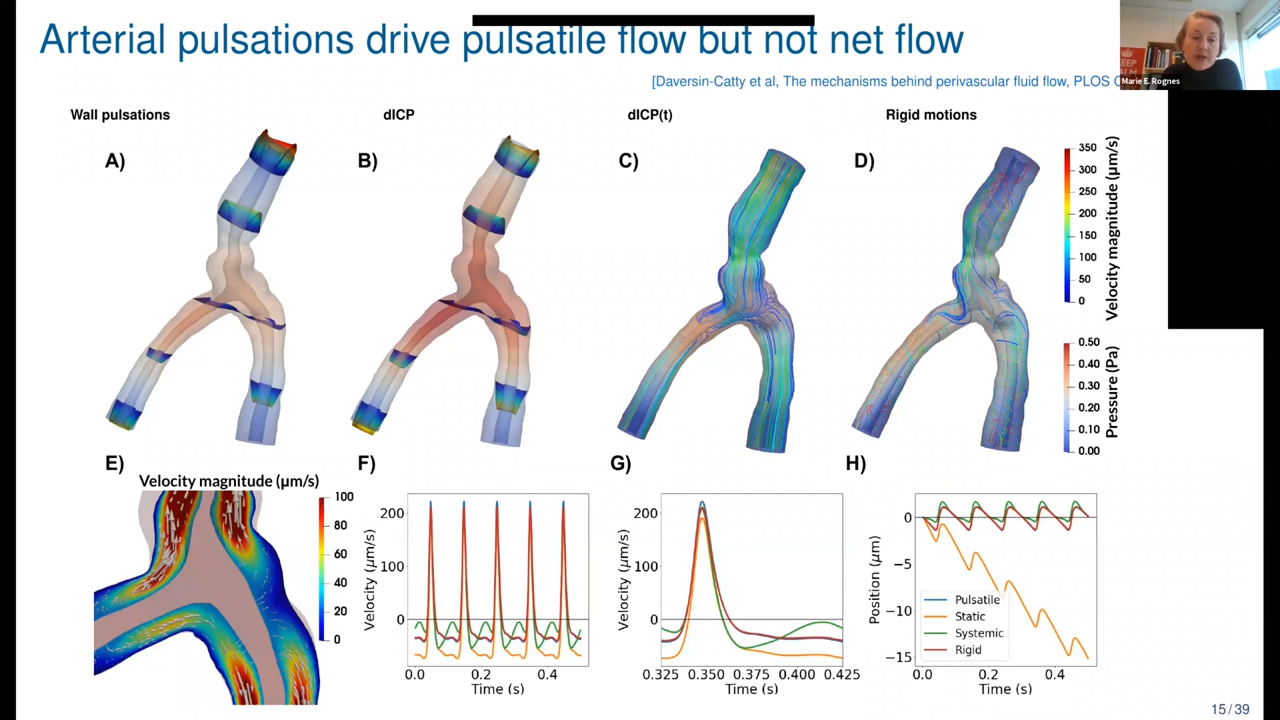 Arterial pulsations drive pulsatile flow but not net flow
[Daversin-Catty et al, The mechanisms behind perivascular fluid flow, PLOS
KEEP
Marie E. Rognes
Wall pulsations
dICP
dICP(t)
Rigid motions
A)
B)
C)
D)
350
300
250
200
150
100
50
0
Velocity magnitude (μm/s)
0.50
0.40
0.30
0.20
0.10
0.00
Pressure (Pa)
E)
Velocity magnitude (μm/s)
100
80
60
40
20
0
F)
200
100
0
Velocity (μm/s)
0.0 0.2 0.4
Time (s)
G)
200
100
0
Velocity (μm/s)
0.325 0.350 0.375 0.400 0.425
Time (s)
H)
0
−5
−10
−15
Position (μm)
Pulsatile
Static
Systemic
Rigid
0.0 0.2 0.4
Time (s)
15/39